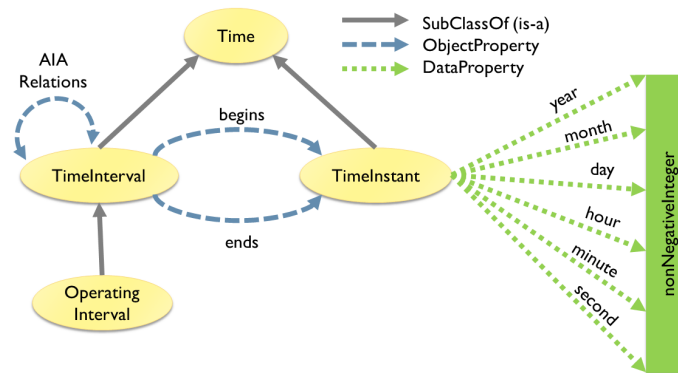 Time
SubClassOf (is-a)
ObjectProperty
DataProperty
AIA
Relations
begins
TimeInterval
TimeInstant
ends
Operating
Interval
year
month
day
hour
minute
second
nonNegativeInteger